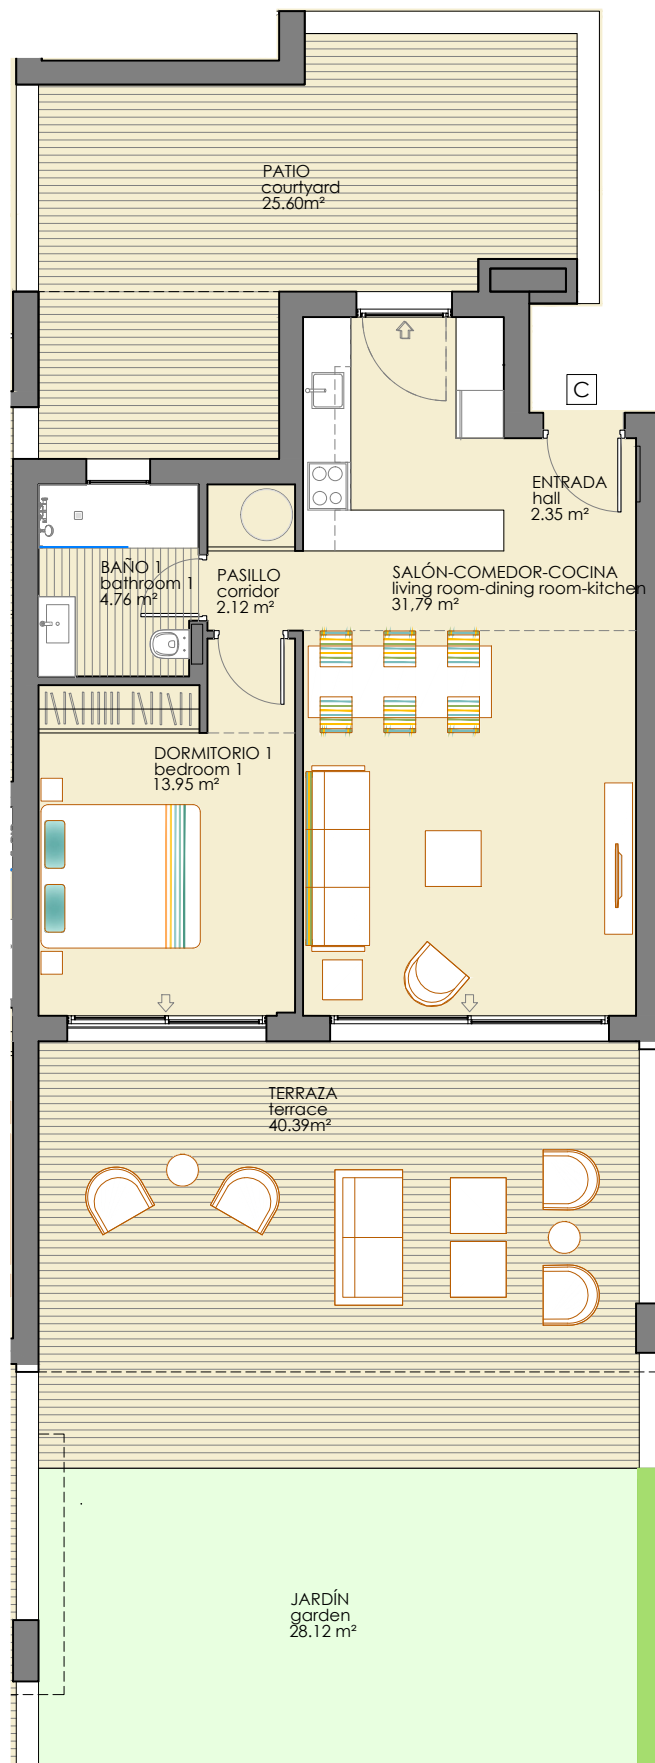 PATIO
courtyard
25.60m²
C
ENTRADA
hall
2.35 m²
BAÑO 1
bathroom 1
4.76 m²
PASILLO
corridor
2.12 m²
SALÓN-COMEDOR-COCINA
living room-dining room-kitchen
31,79 m²
DORMITORIO 1
bedroom 1
13.95 m²
TERRAZA
terrace
40.39m²
JARDÍN
garden
28.12 m²